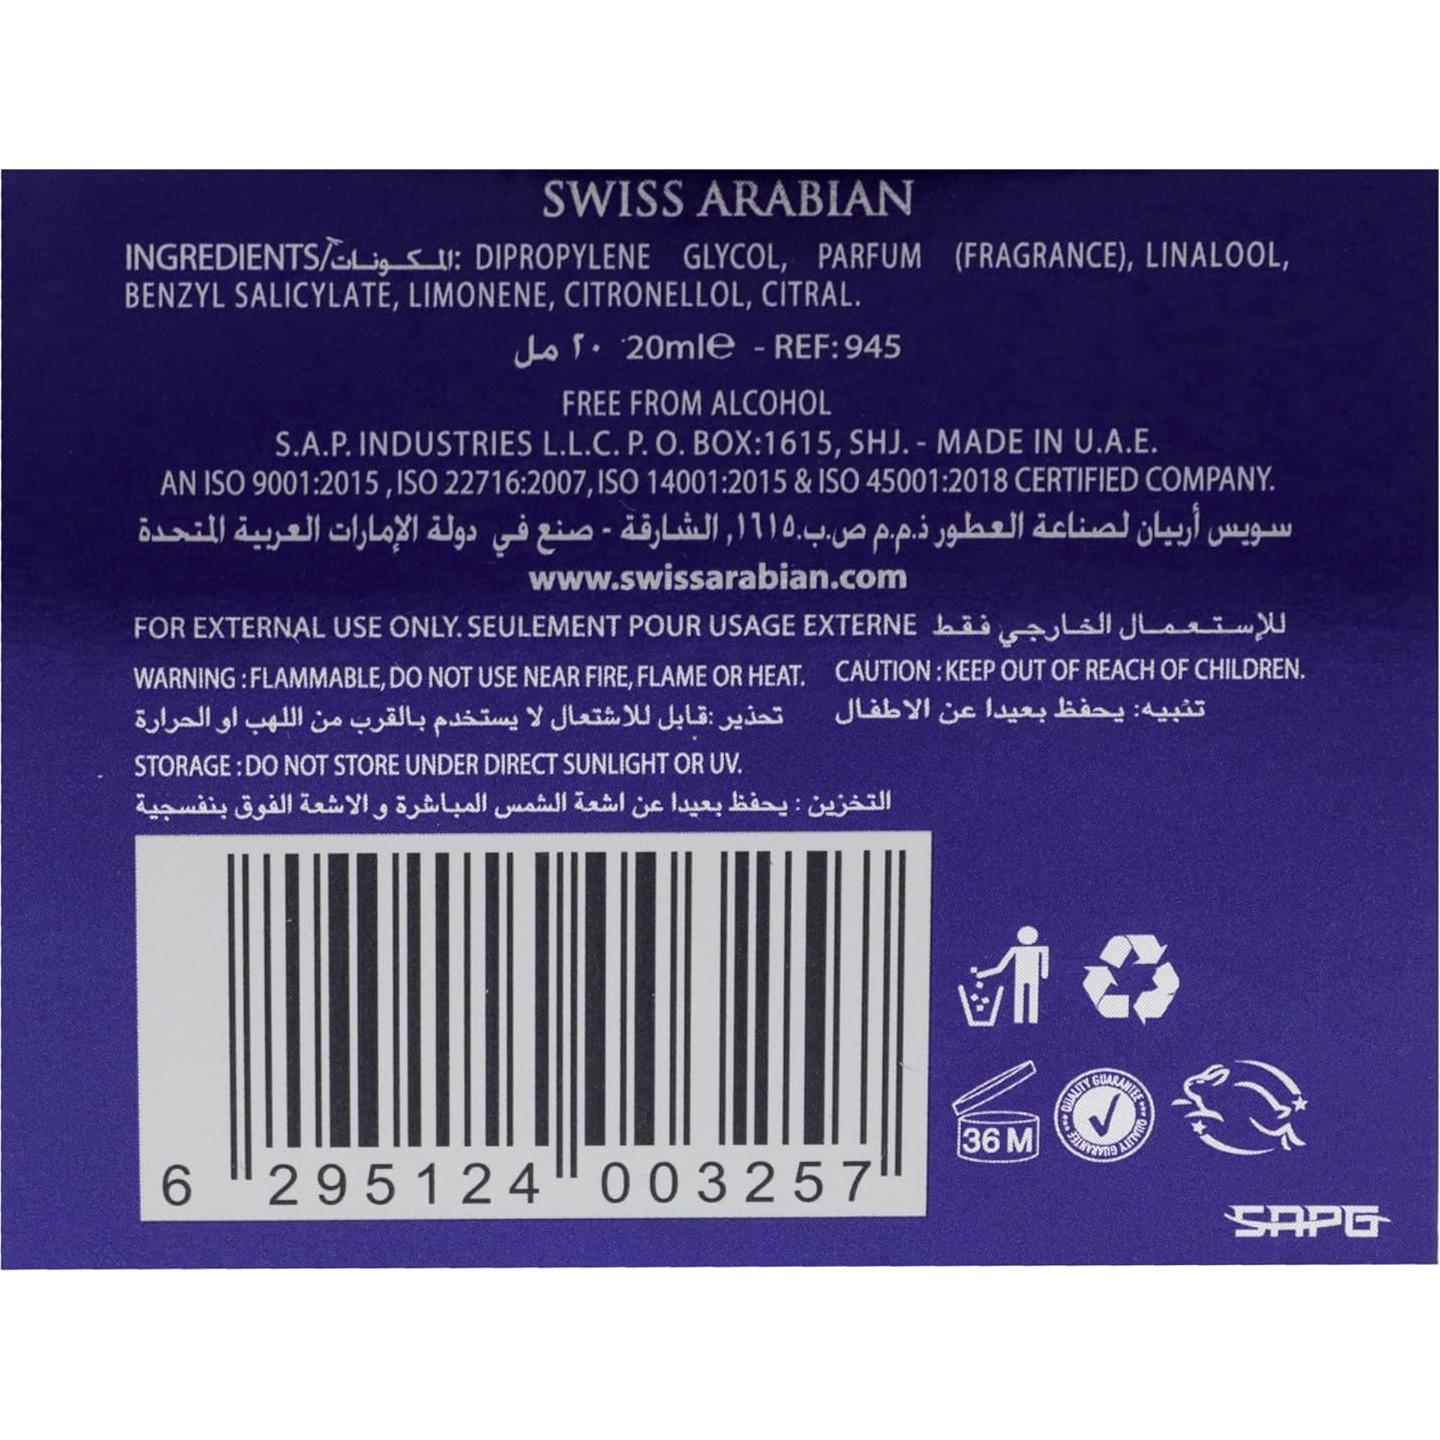 SWISS ARABIAN
INGREDIENTS/المكونات: DIPROPYLENE GLYCOL, PARFUM (FRAGRANCE), LINALOOL,
BENZYL SALICYLATE, LIMONENE, CITRONELLOL, CITRAL.
٢٠ مل 20ml℮ - REF: 945
FREE FROM ALCOHOL
S.A.P. INDUSTRIES L.L.C. P. O. BOX:1615, SHJ. - MADE IN U.A.E.
AN ISO 9001:2015 , ISO 22716:2007, ISO 14001:2015 & ISO 45001:2018 CERTIFIED COMPANY.
سويس أربيان لصناعة العطور ذ.م.م ص.ب.١٦١٥, الشارقة - صنع في دولة الإمارات العربية المتحدة
www.swissarabian.com
FOR EXTERNAL USE ONLY. SEULEMENT POUR USAGE EXTERNE للإستعمال الخارجي فقط
WARNING : FLAMMABLE, DO NOT USE NEAR FIRE, FLAME OR HEAT. CAUTION : KEEP OUT OF REACH OF CHILDREN.
تحذير :قابل للاشتعال لا يستخدم بالقرب من اللهب او الحرارة تنبيه: يحفظ بعيدا عن الاطفال
STORAGE : DO NOT STORE UNDER DIRECT SUNLIGHT OR UV.
التخزين : يحفظ بعيدا عن اشعة الشمس المباشرة و الاشعة الفوق بنفسجية
6 295124 003257
36 M
QUALITY GUARANTEE QUALITY GUARANTEE
SAPG